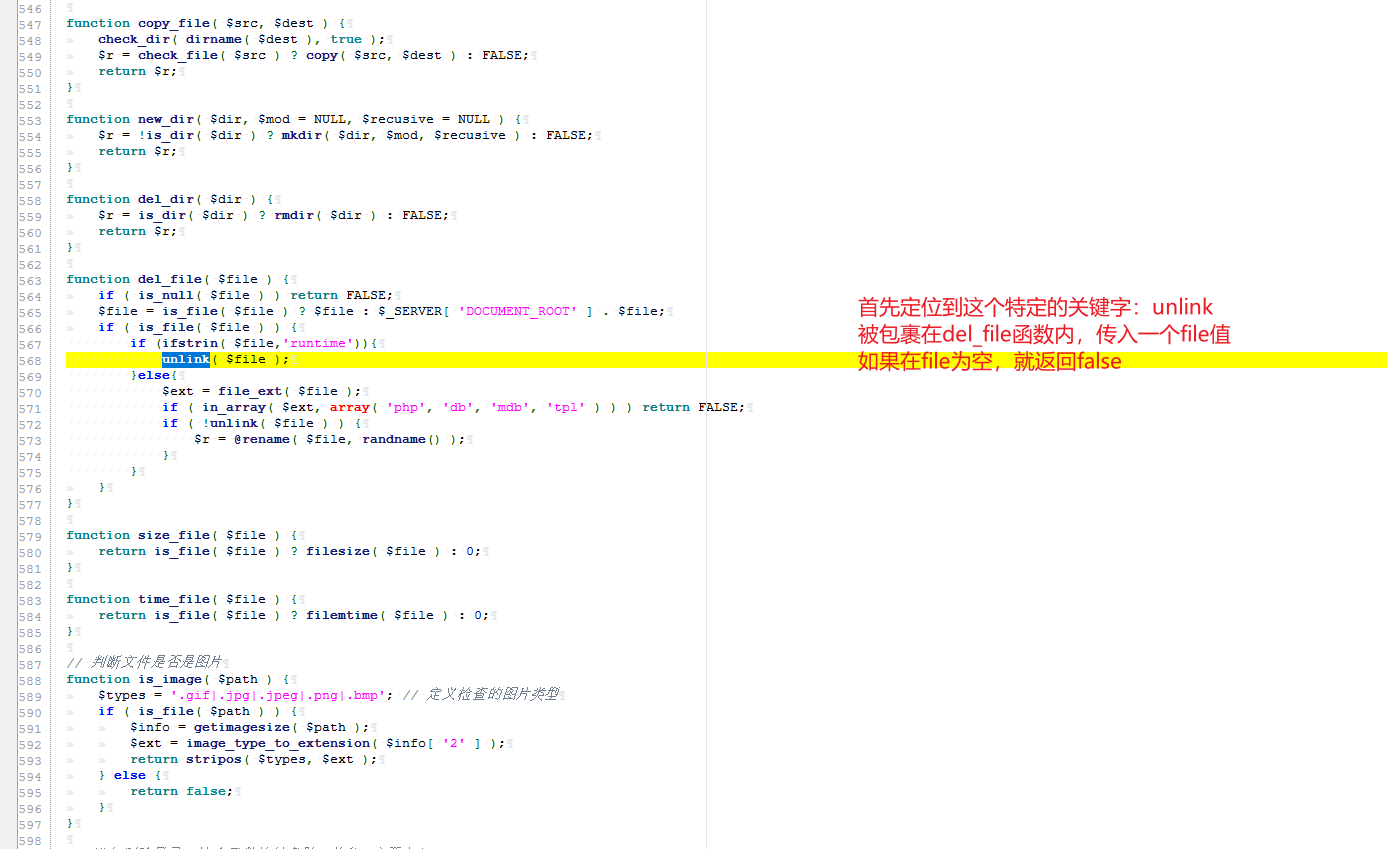 546
547 function copy_file( $src, $dest ) {
548 check_dir( dirname( $dest ), true );
549 $r = check_file( $src ) ? copy( $src, $dest ) : FALSE;
550 return $r;
551 }
552
553 function new_dir( $dir, $mod = NULL, $recusive = NULL ) {
554 $r = !is_dir( $dir ) ? mkdir( $dir, $mod, $recusive ) : FALSE;
555 return $r;
556 }
557
558 function del_dir( $dir ) {
559 $r = is_dir( $dir ) ? rmdir( $dir ) : FALSE;
560 return $r;
561 }
562
563 function del_file( $file ) {
564 if ( is_null( $file ) ) return FALSE;
565 $file = is_file( $file ) ? $file : $_SERVER[ 'DOCUMENT_ROOT' ] . $file;
566 if ( is_file( $file ) ) {
567 if (ifstrin( $file,'runtime')){
568 unlink( $file );
569 }else{
570 $ext = file_ext( $file );
571 if ( in_array( $ext, array( 'php', 'db', 'mdb', 'tpl' ) ) ) return FALSE;
572 if ( !unlink( $file ) ) {
573 $r = @rename( $file, randname() );
574 }
575 }
576 }
577 }
578
579 function size_file( $file ) {
580 return is_file( $file ) ? filesize( $file ) : 0;
581 }
582
583 function time_file( $file ) {
584 return is_file( $file ) ? filemtime( $file ) : 0;
585 }
586
587 // 判断文件是否是图片
588 function is_image( $path ) {
589 $types = '.gif|.jpg|.jpeg|.png|.bmp'; // 定义检查的图片类型
590 if ( is_file( $path ) ) {
591 $info = getimagesize( $path );
592 $ext = image_type_to_extension( $info[ '2' ] );
593 return stripos( $types, $ext );
594 } else {
595 return false;
596 }
597 }
598
首先定位到这个特定的关键字：unlink
被包裹在del_file函数内，传入一个file值
如果在file为空，就返回false